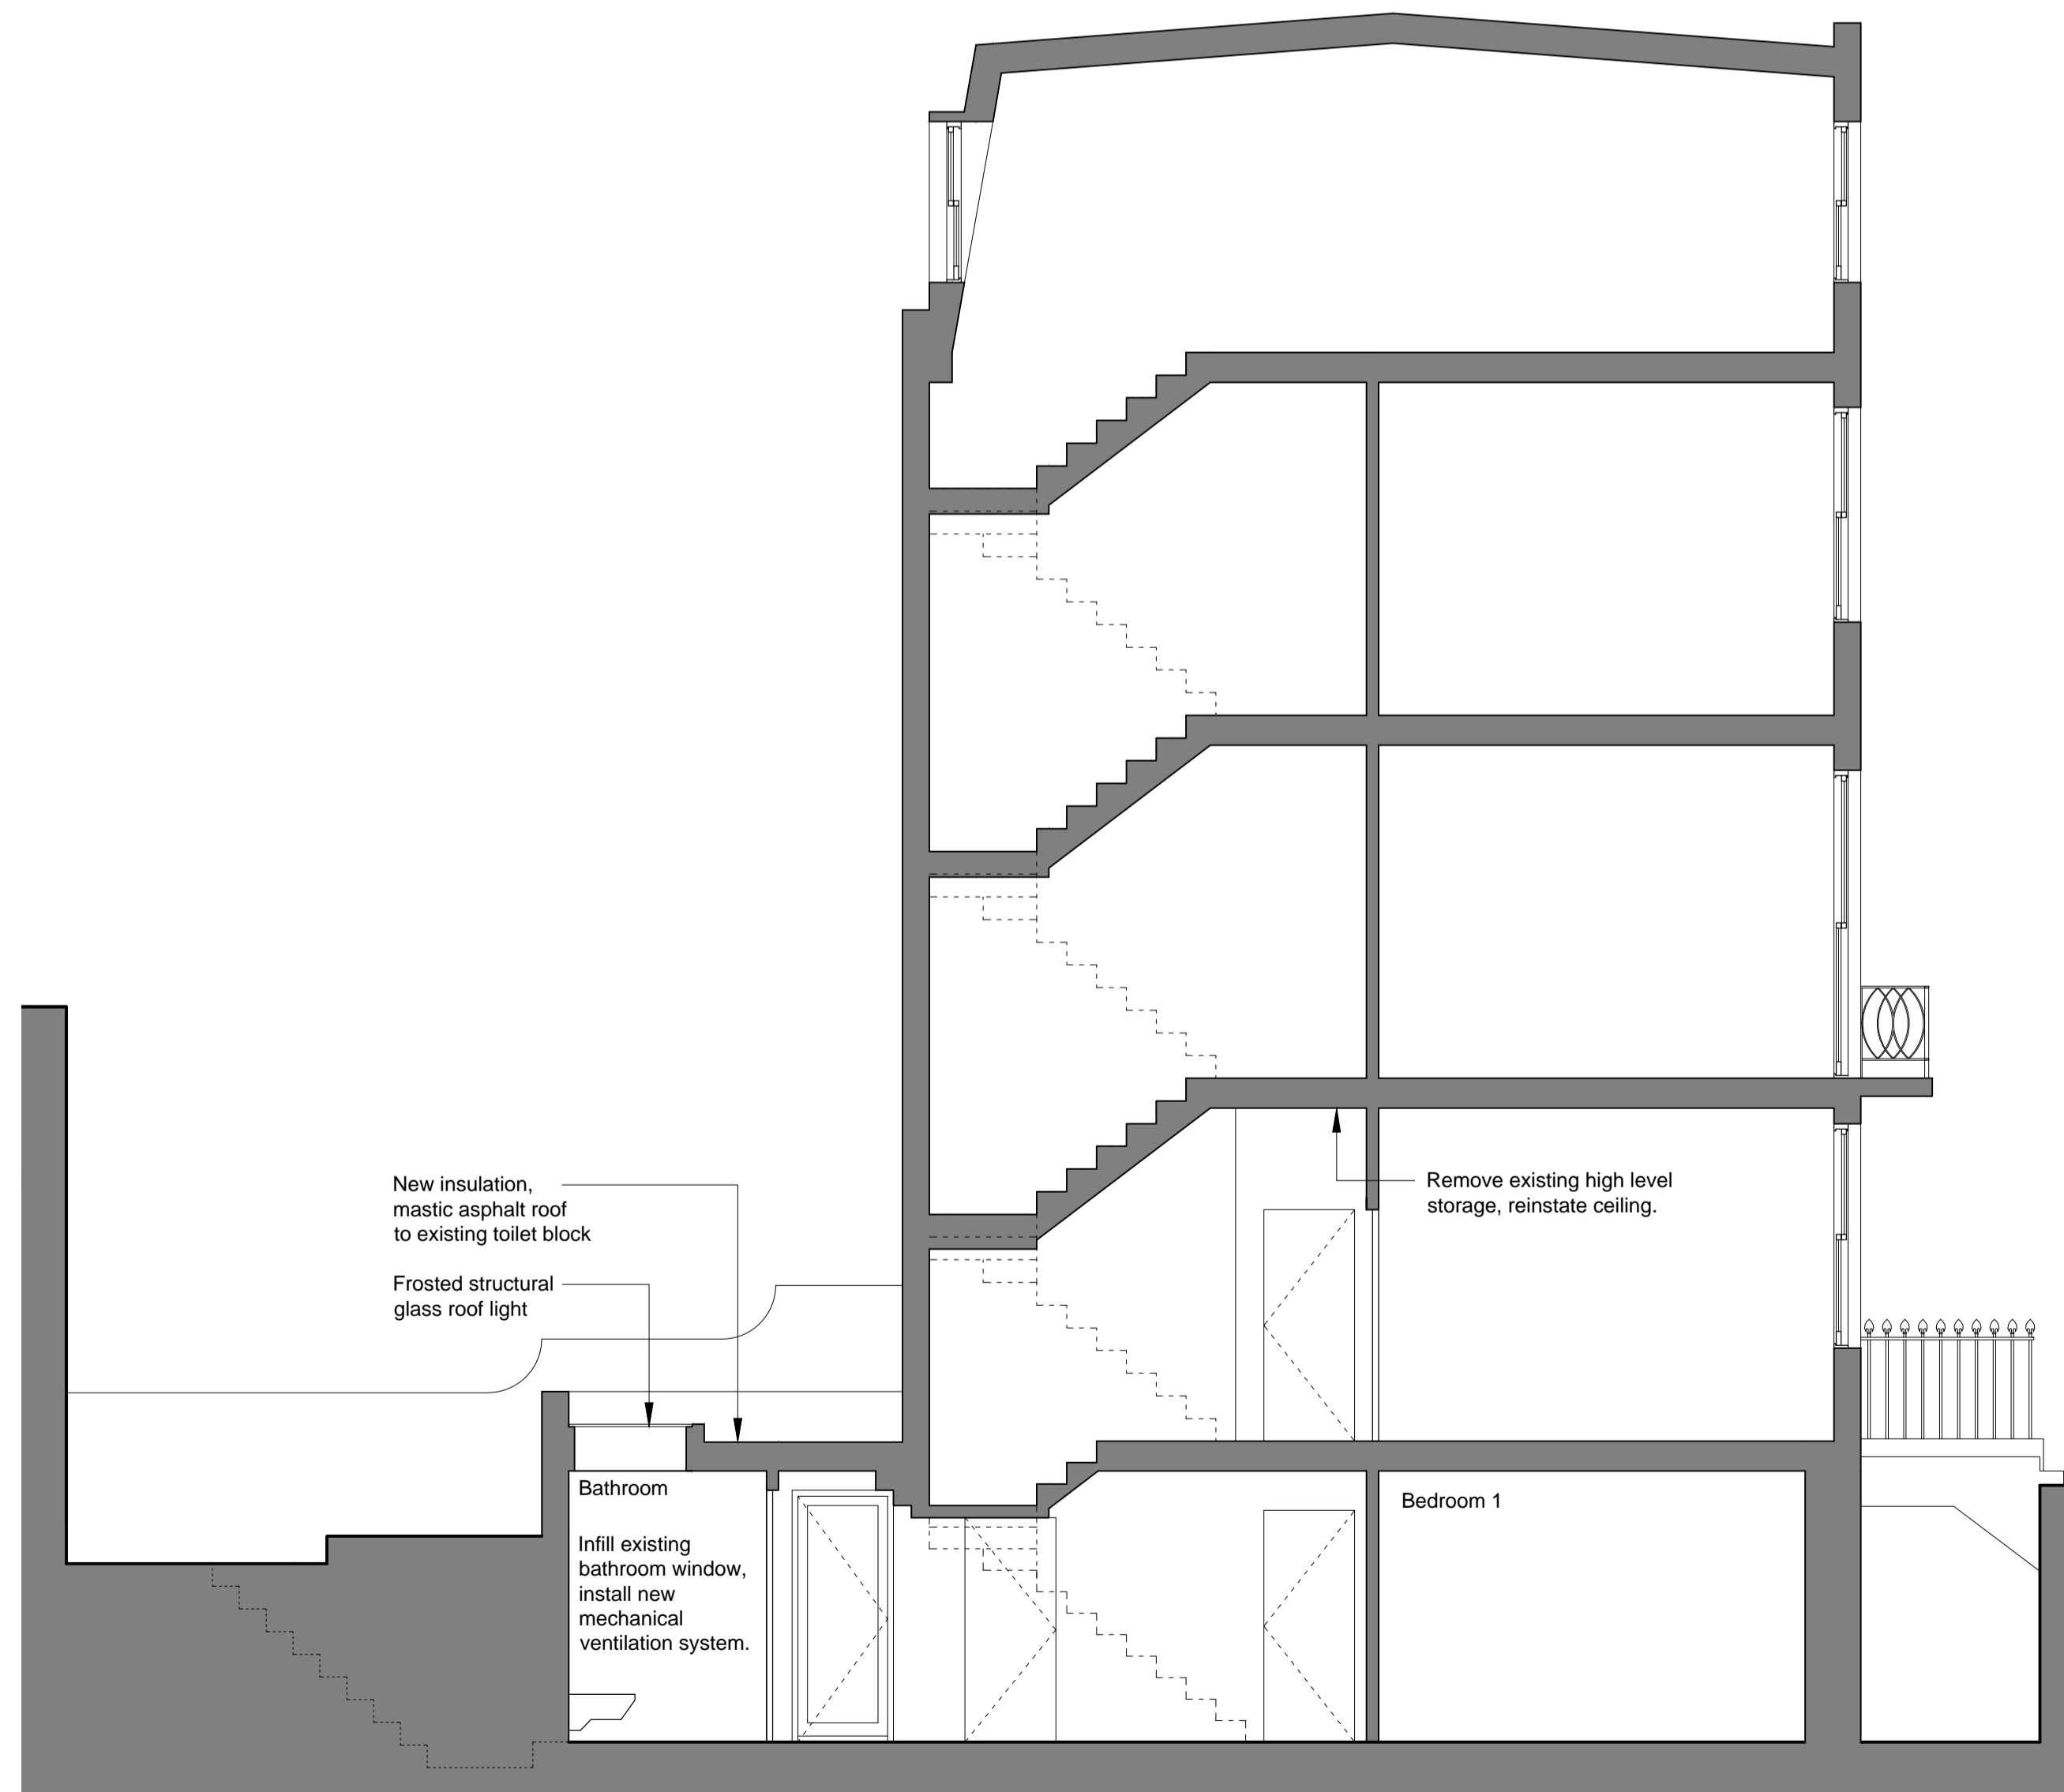 New insulation,
mastic asphalt roof
to existing toilet block
Frosted structural
glass roof light
Remove existing high level
storage, reinstate ceiling.
Bathroom
Infill existing
bathroom window,
install new
mechanical
ventilation system.
Bedroom 1